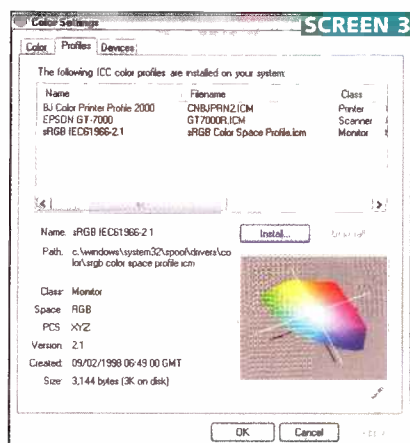 Color Settings
SCREEN 3
Color Profiles Devices
The following ICC color profiles are installed on your system:
Name Filename Class
BJ Color Printer Profile 2000 CNBJPRN2.ICM Printer
EPSON GT-7000 GT7000R.ICM Scanner
sRGB IEC61966-2.1 sRGB Color Space Profile.icm Monitor
Name: sRGB IEC61966-2.1
Install...
Uninstall
Path: c:\windows\system32\spool\drivers\co
lor\srgb color space profile.icm
Class: Monitor
Space: RGB
PCS: XYZ
Version: 2.1
Created: 09/02/1998 06:49:00 GMT
Size: 3,144 bytes (3K on disk)
OK Cancel